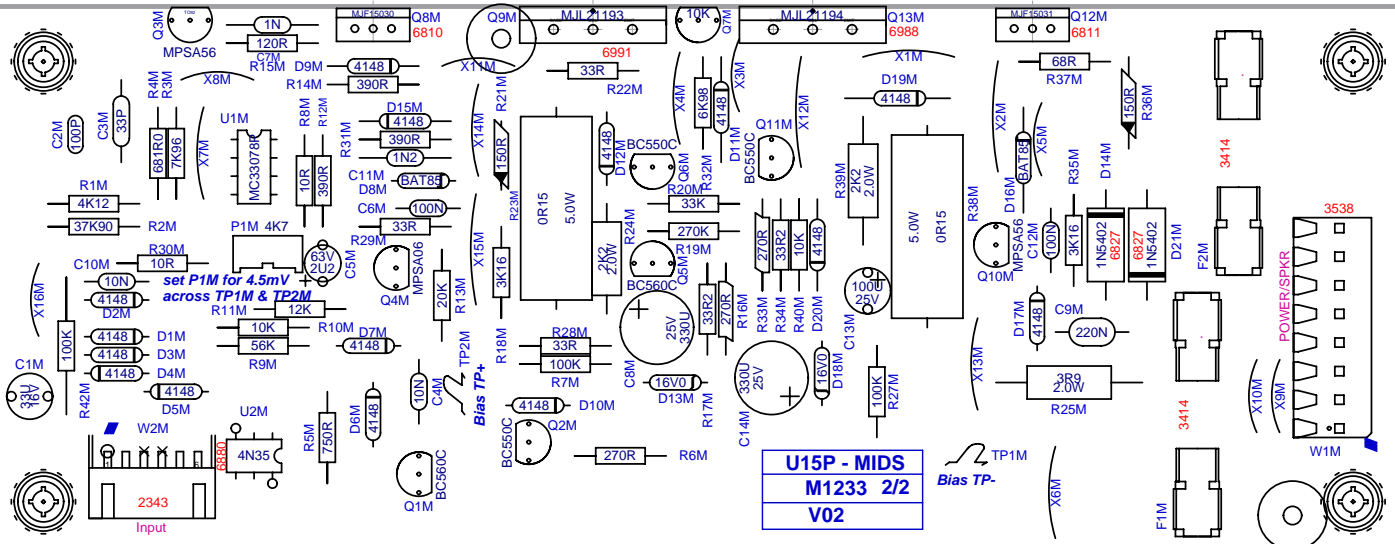 Q3M
TO92
MPSA56
1N
120R
C7M
R15M
MJF15030
Q8M
6810
Q9M
MJL21193
6991
10K
Q7M
MJL21194
Q13M
6988
MJF15031
Q12M
6811
D9M
4148
R14M
390R
X8M
X11M
33R
R22M
X1M
68R
R37M
R4M
R3M
C2M
100P
C3M
33P
681R0
7K96
X7M
U1M
MC33078P
R8M
R12M
10R
390R
R31M
D15M
4148
390R
1N2
C11M
D8M
BAT85
C6M
100N
33R
R29M
X14M
R21M
150R
R23M
0R15
5.0W
4148
D12M
BC550C
Q6M
X4M
6K98
R32M
X3M
4148
D11M
Q11M
BC550C
X12M
D19M
4148
R39M
2K2
2.0W
5.0W
0R15
R38M
X2M
BAT85
D16M
X5M
R36M
150R
3414
R1M
4K12
37K90
R2M
R30M
10R
P1M 4K7
63V
2U2
C5M
MPSA06
Q4M
20K
R13M
X15M
3K16
R18M
2K2
2.0W
R24M
R20M
33K
270K
R19M
Q5M
BC560C
270R
R33M
33R2
R34M
10K
R40M
4148
D20M
100U
25V
C13M
Q10M
MPSA56
C12M
100N
R35M
3K16
D14M
1N5402
6827
6827
1N5402
D21M
F2M
3538
POWER/SPKR
C10M
10N
4148
D2M
set P1M for 4.5mV
across TP1M & TP2M
R11M
12K
10K
R10M
56K
R9M
D7M
4148
X16M
100K
R42M
4148
D1M
4148
D3M
4148
D4M
4148
D5M
C1M
33U
16V
W2M
6880
2343
Input
U2M
4N35
R5M
750R
D6M
4148
10N
C4M
TP2M
Bias TP+
Q1M
BC560C
R28M
33R
100K
R7M
4148
D10M
Q2M
BC550C
270R
R6M
25V
330U
C8M
33R2
R17M
270R
R16M
16V0
D13M
330U
25V
C14M
16V0
D18M
100K
R27M
X13M
D17M
4148
C9M
220N
3R9
2.0W
R25M
U15P - MIDS
M1233 2/2
V02
TP1M
Bias TP-
X6M
3414
F1M
X10M
X9M
W1M